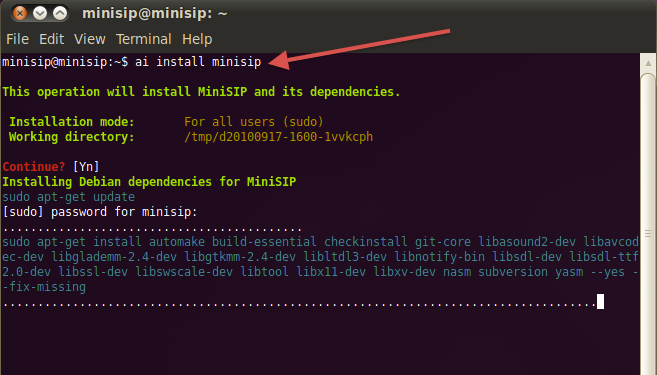 minisip@minisip: ~
File Edit View Terminal Help
minisip@minisip:~$ ai install minisip
This operation will install MiniSIP and its dependencies.
Installation mode: For all users (sudo)
Working directory: /tmp/d20100917-1600-1vvkcph
Continue? [Yn]
Installing Debian dependencies for MiniSIP
sudo apt-get update
[sudo] password for minisip:
...........................................
sudo apt-get install automake build-essential checkinstall git-core libasound2-dev libavcod
ec-dev libglademm-2.4-dev libgtkmm-2.4-dev libltdl3-dev libnotify-bin libsdl-dev libsdl-ttf
2.0-dev libssl-dev libswscale-dev libtool libx11-dev libxv-dev nasm subversion yasm --yes -
-fix-missing
.....................................................................................